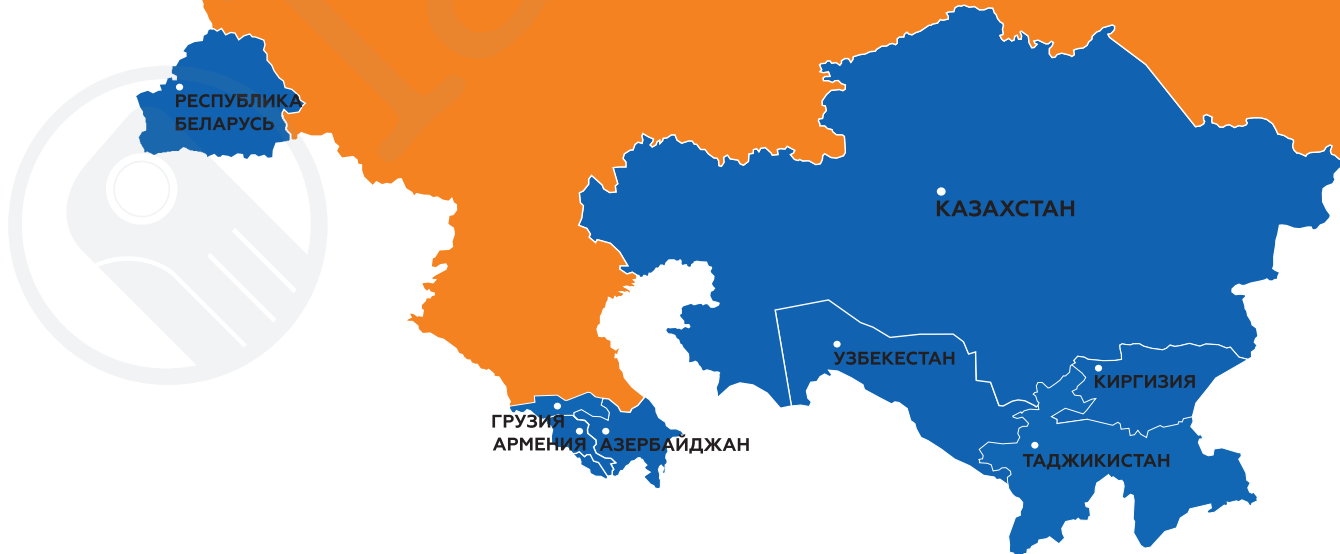 РЕСПУБЛИКА
БЕЛАРУСЬ
КАЗАХСТАН
УЗБЕКЕСТАН
КИРГИЗИЯ
ГРУЗИЯ
АРМЕНИЯ
АЗЕРБАЙДЖАН
ТАДЖИКИСТАН